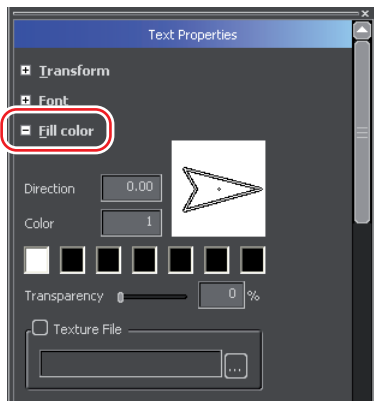 Text Properties
Transform
Font
Fill color
Direction 0.00
Color 1
Transparency 0 %
Texture File
...